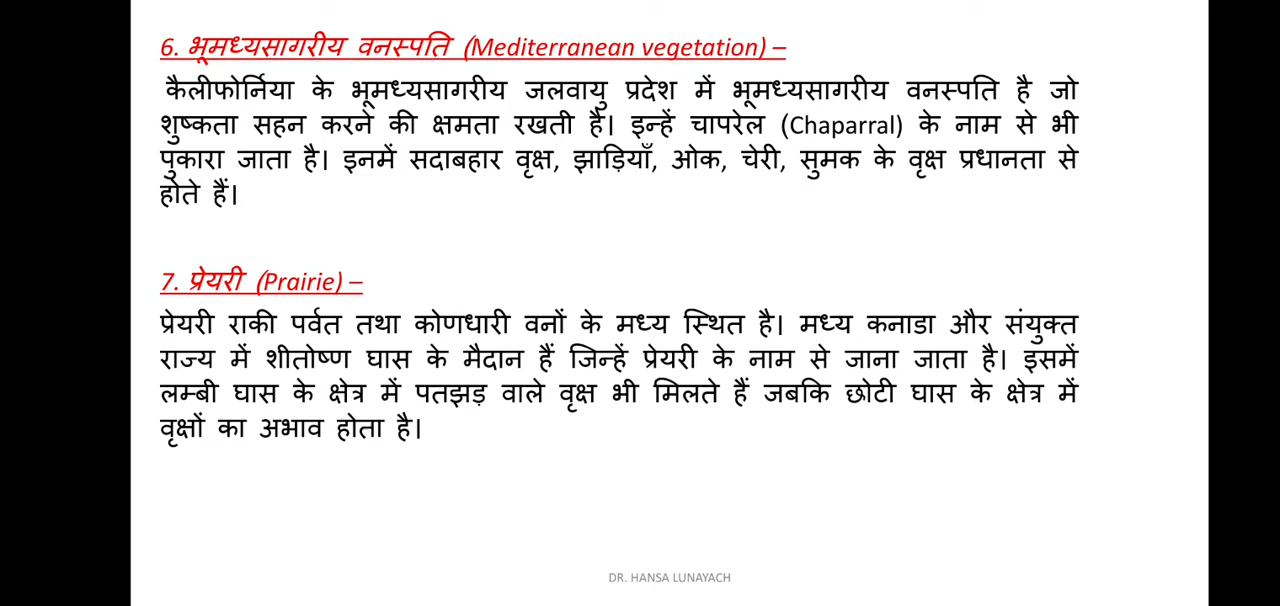 6. भूमध्यसागरीय वनस्पति (Mediterranean vegetation) –
कैलीफोर्निया के भूमध्यसागरीय जलवायु प्रदेश में भूमध्यसागरीय वनस्पति है जो
शुष्कता सहन करने की क्षमता रखती है। इन्हें चापरेल (Chaparral) के नाम से भी
पुकारा जाता है। इनमें सदाबहार वृक्ष, झाड़ियाँ, ओक, चेरी, सुमक के वृक्ष प्रधानता से
होते हैं।
7. प्रेयरी (Prairie) –
प्रेयरी राकी पर्वत तथा कोणधारी वनों के मध्य स्थित है। मध्य कनाडा और संयुक्त
राज्य में शीतोष्ण घास के मैदान हैं जिन्हें प्रेयरी के नाम से जाना जाता है। इसमें
लम्बी घास के क्षेत्र में पतझड़ वाले वृक्ष भी मिलते हैं जबकि छोटी घास के क्षेत्र में
वृक्षों का अभाव होता है।
DR. HANSA LUNAYACH